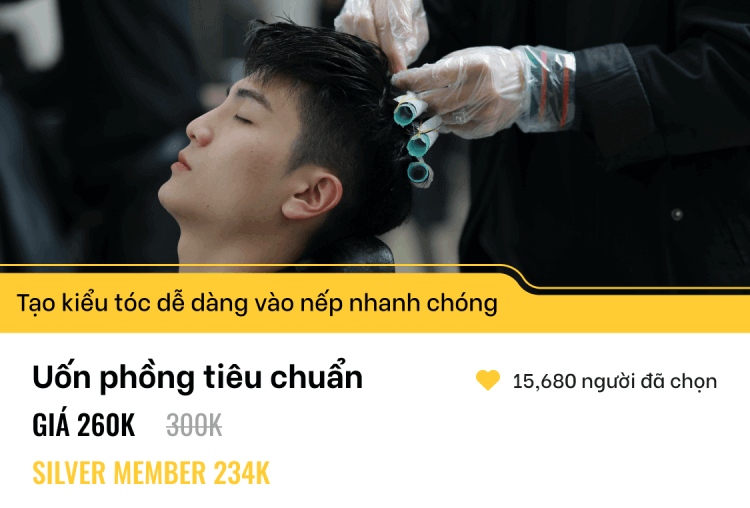 Tạo kiểu tóc dễ dàng vào nếp nhanh chóng
Uốn phồng tiêu chuẩn
15,680 người đã chọn
GIÁ 260K 300K
SILVER MEMBER 234K